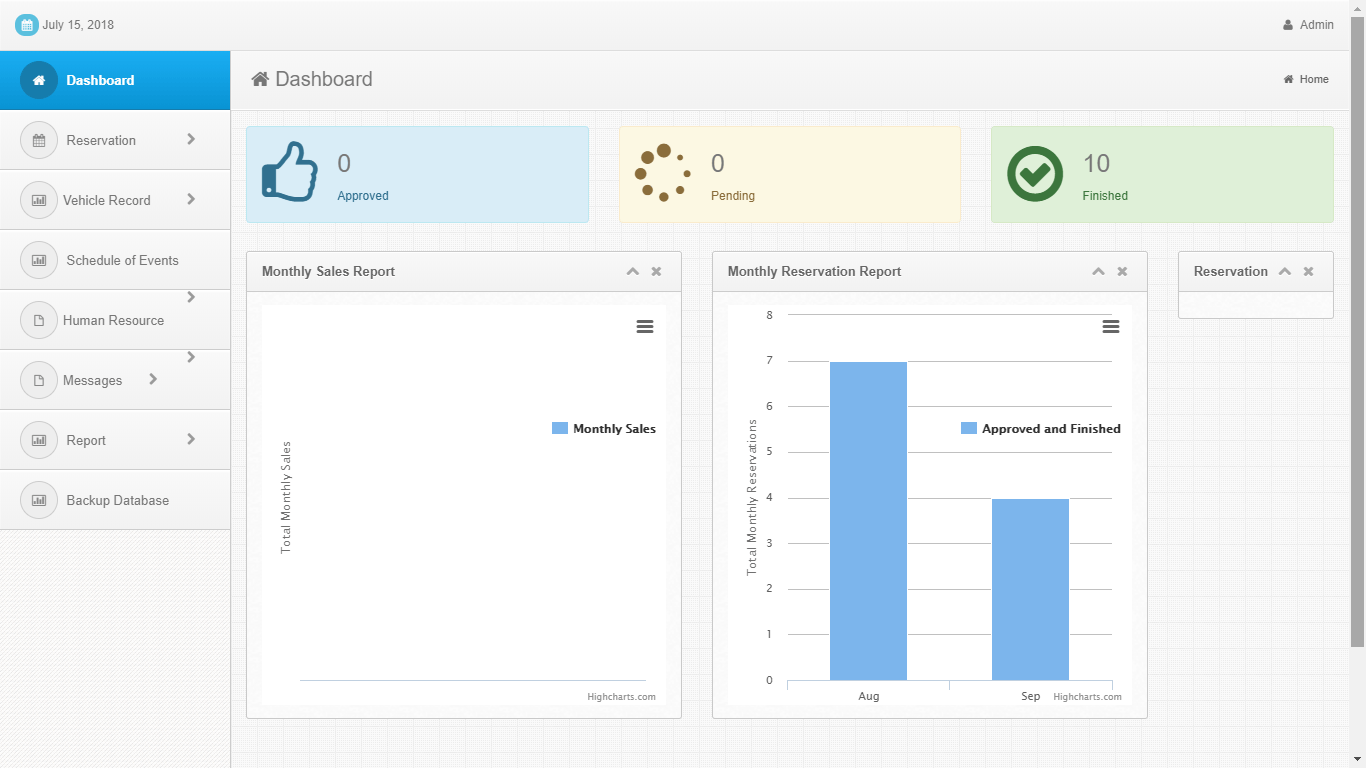 July 15, 2018
Admin
Dashboard
Dashboard
Home
Reservation
Vehicle Record
Schedule of Events
Human Resource
Messages
Report
Backup Database
0
Approved
0
Pending
10
Finished
Monthly Sales Report
Total Monthly Sales
Monthly Sales
Highcharts.com
Monthly Reservation Report
Total Monthly Reservations
8
7
6
5
4
3
2
1
0
Approved and Finished
Aug
Sep
Highcharts.com
Reservation